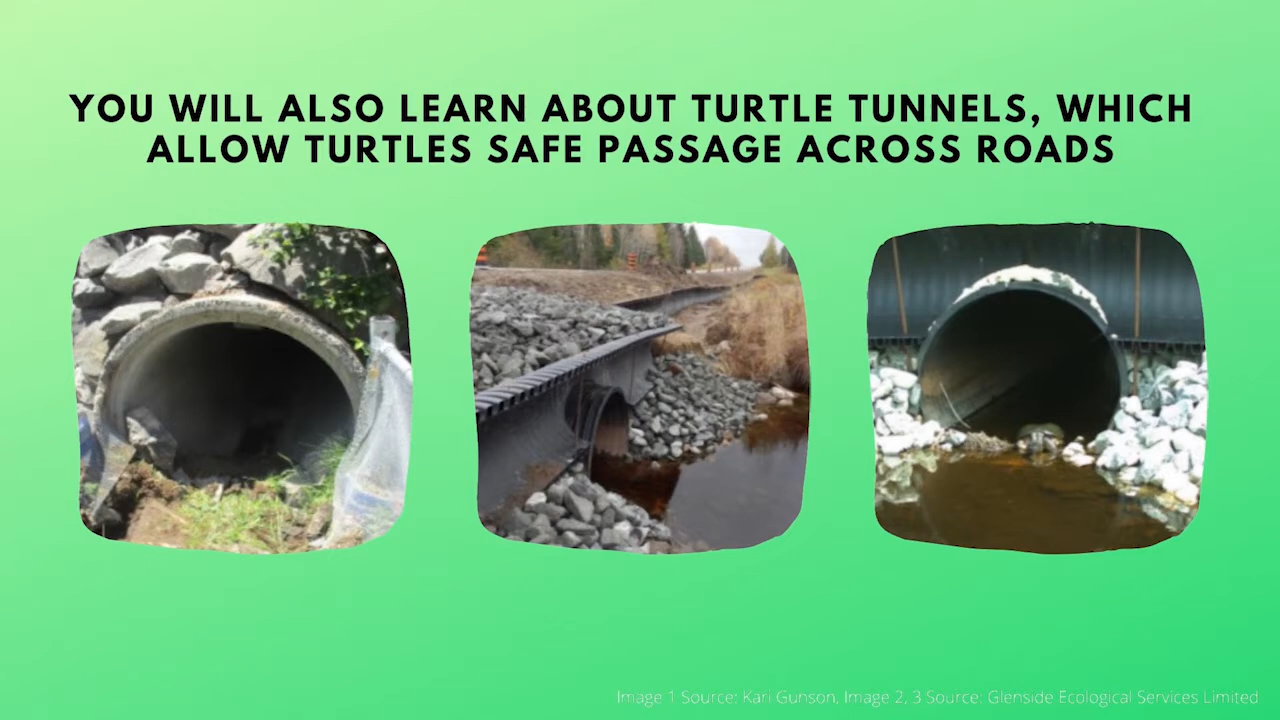 YOU WILL ALSO LEARN ABOUT TURTLE TUNNELS, WHICH
ALLOW TURTLES SAFE PASSAGE ACROSS ROADS
Image 1 Source: Kari Gunson, Image 2, 3 Source: Glenside Ecological Services Limited